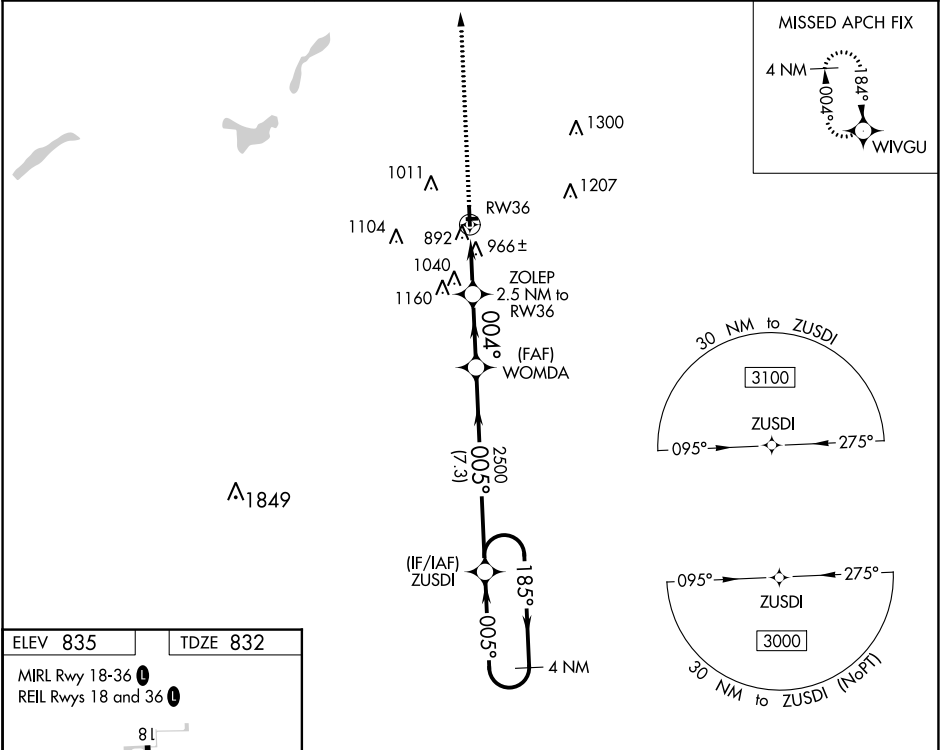 MISSED APCH FIX
4 NM
184°
004°
WIVGU
1300
1011
1207
RW36
1104
892
966±
1040
1160
ZOLEP
2.5 NM to
RW36
004°
(FAF)
WOMDA
30 NM to ZUSDI
3100
ZUSDI
095°
275°
2500
005°
(7.3)
1849
(IF/IAF)
ZUSDI
185°
005°
4 NM
095°
275°
ZUSDI
3000
30 NM to ZUSDI (NoPT)
ELEV 835
TDZE 832
MIRL Rwy 18-36 L
REIL Rwys 18 and 36 L
18